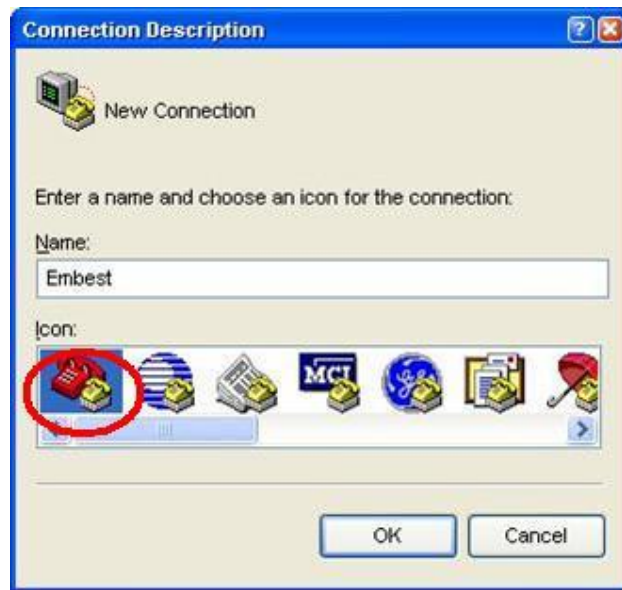 Connection Description
New Connection
Enter a name and choose an icon for the connection:
Name:
Embest
Icon:
MCI
OK
Cancel